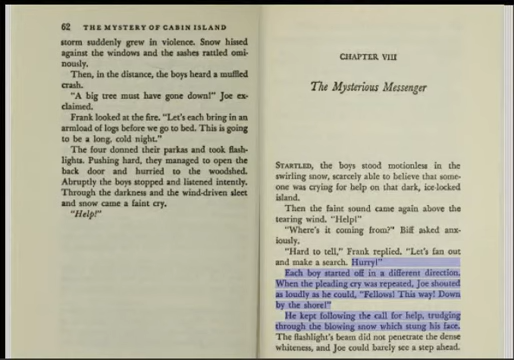 62 THE MYSTERY OF CABIN ISLAND
storm suddenly grew in violence. Snow hissed
against the windows and the sashes rattled omi-
nously.
Then, in the distance, the boys heard a muffled
crash.
"A big tree must have gone down!" Joe ex-
claimed.
Frank looked at the fire. "Let's each bring in an
armload of logs before we go to bed. This is going
to be a long, cold night."
The four donned their parkas and took flash-
lights. Pushing hard, they managed to open the
back door and hurried to the woodshed.
Abruptly the boys stopped and listened intently.
Through the darkness and the wind-driven sleet
and snow came a faint cry.
"Help!"
CHAPTER VIII
The Mysterious Messenger
STARTLED, the boys stood motionless in the
swirling snow, scarcely able to believe that some-
one was crying for help on that dark, ice-locked
island.
Then the faint sound came again above the
tearing wind. "Help!"
"Where's it coming from?" Biff asked anx-
iously.
"Hard to tell," Frank replied. "Let's fan out
and make a search. Hurry!"
Each boy started off in a different direction.
When the pleading cry was repeated, Joe shouted
as loudly as he could, "Fellows! This way! Down
by the shore!"
He kept following the call for help, trudging
through the blowing snow which stung his face.
The flashlight's beam did not penetrate the dense
whiteness, and Joe could barely see a step ahead.